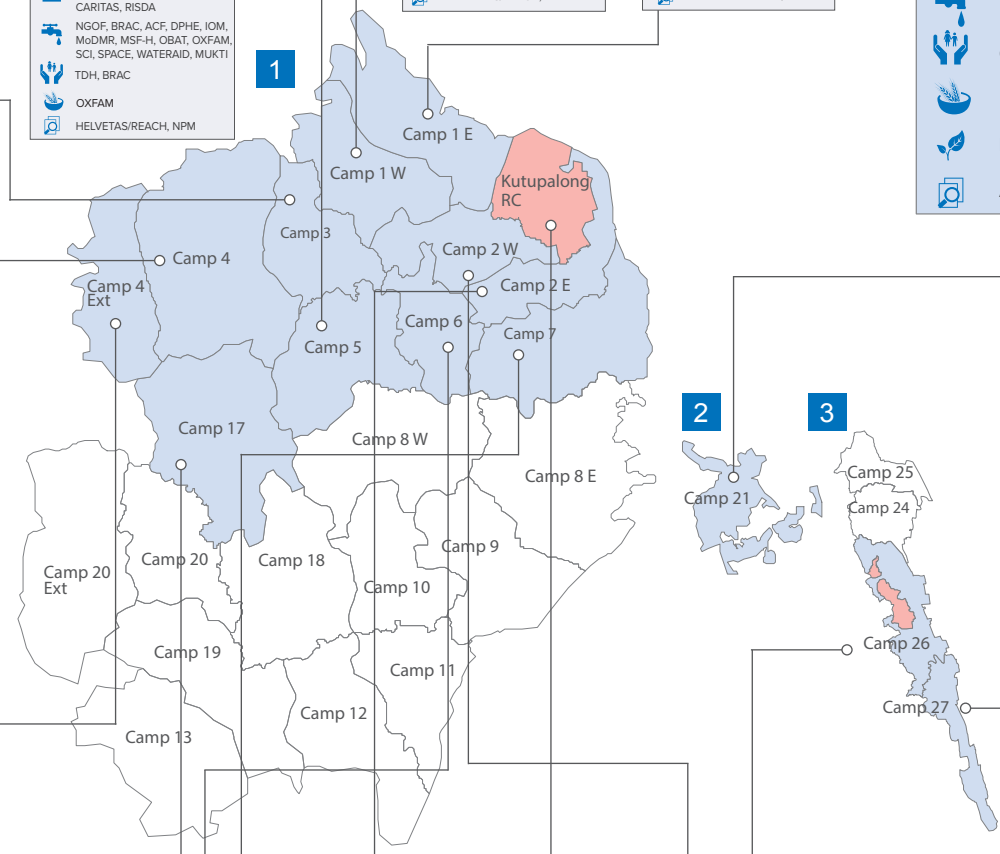 CARITAS, RISDA
NGOF, BRAC, ACF, DPHE, IOM,
MoDMR, MSF-H, OBAT, OXFAM,
SCI, SPACE, WATERAID, MUKTI
TDH, BRAC
OXFAM
HELVETAS/REACH, NPM
1
Camp 1 E
Camp 1 W
Kutupalong
RC
Camp 3
Camp 2 W
Camp 4
Camp 4
Ext
Camp 2 E
Camp 6
Camp 7
Camp 5
2
3
Camp 17
Camp 8 W
Camp 8 E
Camp 25
Camp 21
Camp 24
Camp 9
Camp 20
Camp 18
Camp 20
Ext
Camp 10
Camp 19
Camp 26
Camp 11
Camp 27
Camp 12
Camp 13